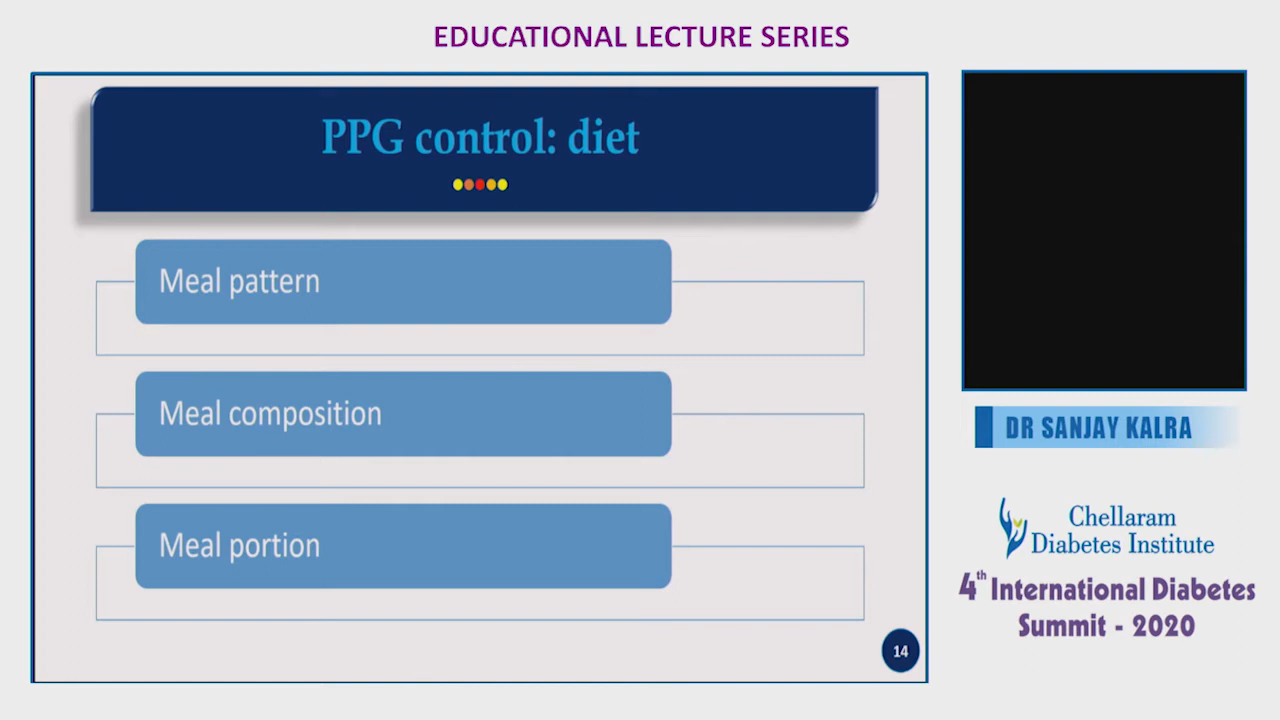 EDUCATIONAL LECTURE SERIES
PPG control: diet
Meal pattern
Meal composition
Meal portion
14
DR SANJAY KALRA
Chellaram
Diabetes Institute
4th International Diabetes
Summit - 2020